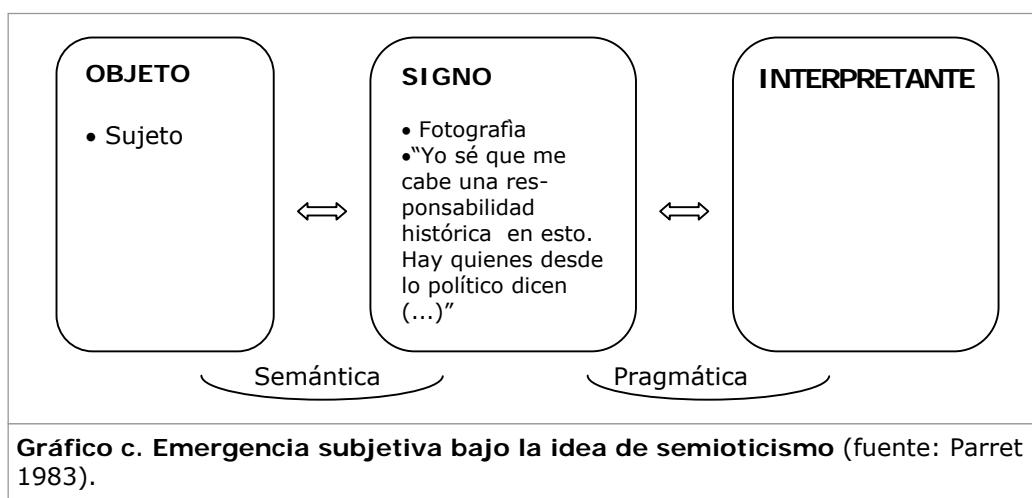 OBJETO
• Sujeto
SIGNO
• Fotografìa
•“Yo sé que me
cabe una res-
ponsabilidad
histórica en esto.
Hay quienes desde
lo político dicen
(...)”
INTERPRETANTE
Semántica
Pragmática
Gráfico c. Emergencia subjetiva bajo la idea de semioticismo (fuente: Parret
1983).